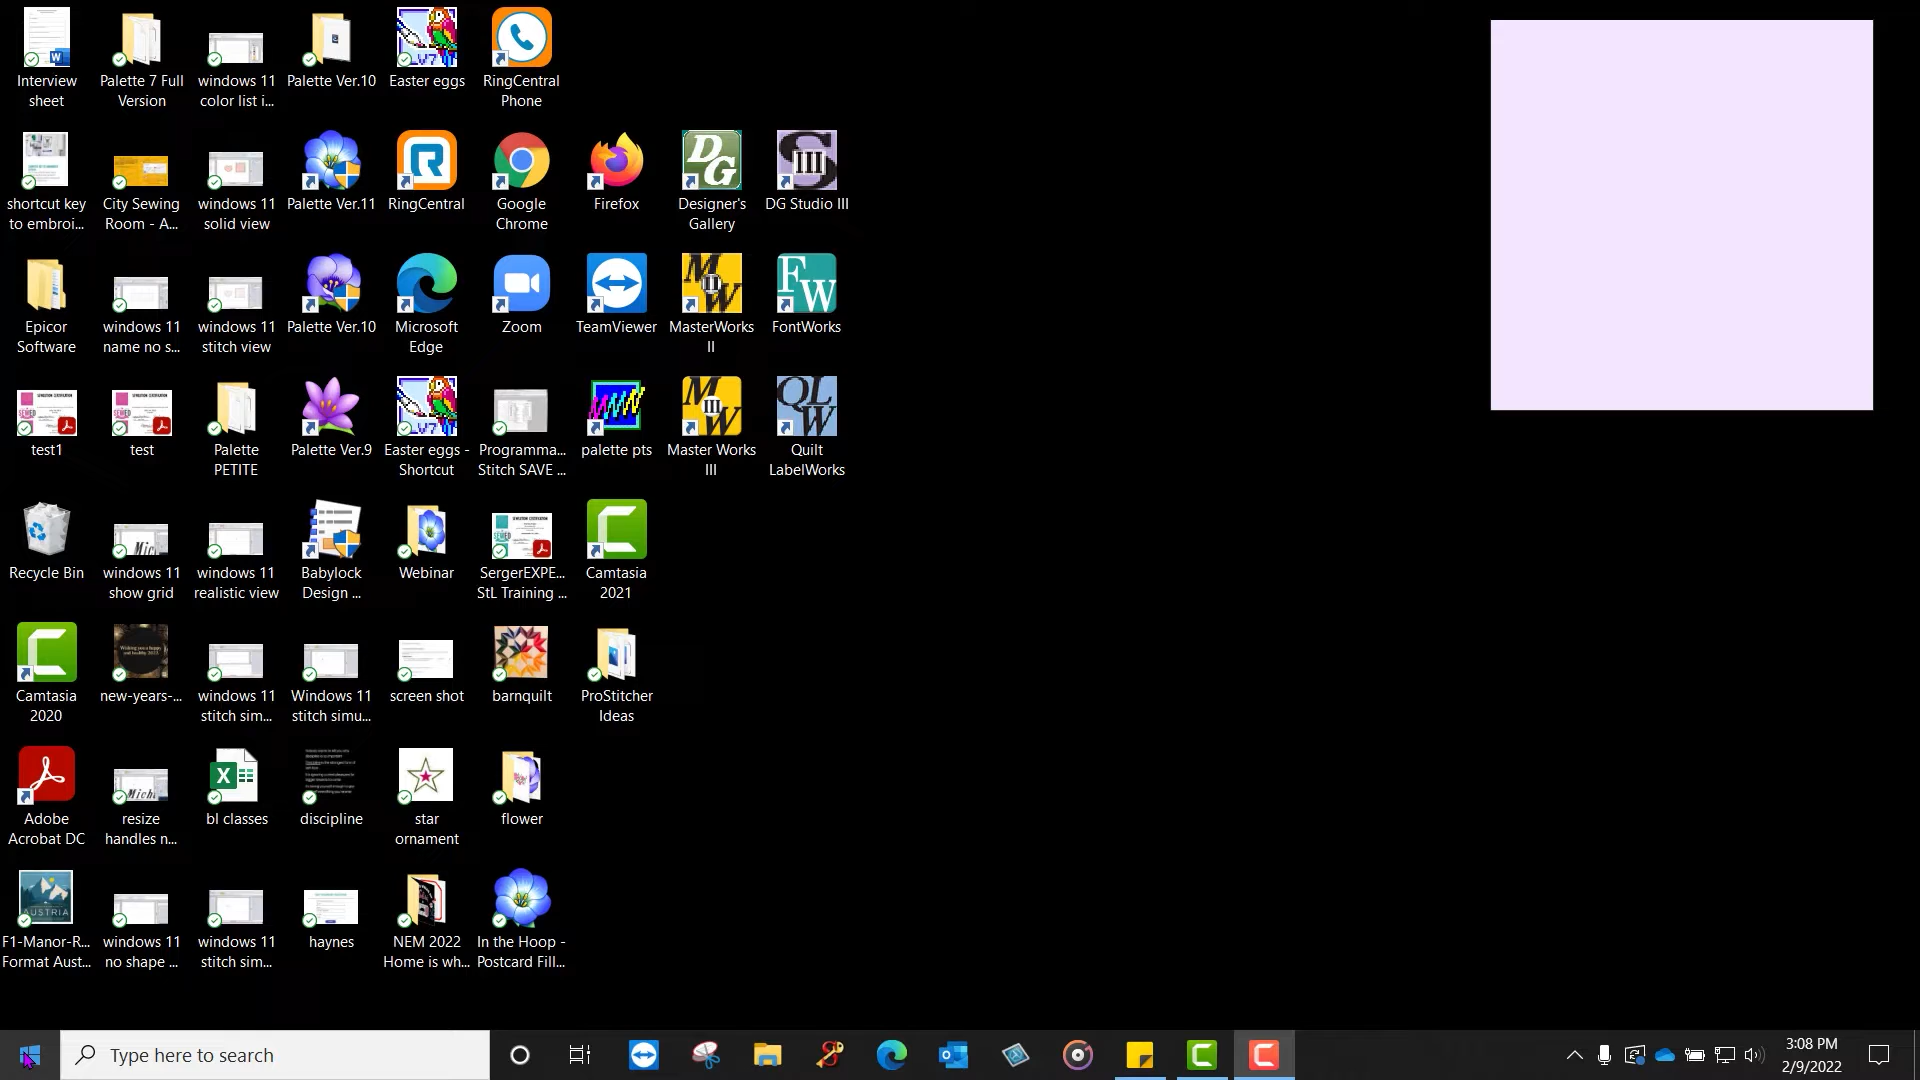 Interview
sheet
Palette 7 Full
Version
windows 11
color list i...
Palette Ver.10
Easter eggs
RingCentral
Phone
shortcut key
to embroi...
City Sewing
Room - A...
windows 11
solid view
Palette Ver.11
RingCentral
Google
Chrome
Firefox
Designer's
Gallery
DG Studio III
Epicor
Software
windows 11
name no s...
windows 11
stitch view
Palette Ver.10
Microsoft
Edge
Zoom
TeamViewer
MasterWorks
II
FontWorks
test1
test
Palette
PETITE
Palette Ver.9
Easter eggs -
Shortcut
Programma...
Stitch SAVE ...
palette pts
Master Works
III
Quilt
LabelWorks
Recycle Bin
windows 11
show grid
windows 11
realistic view
Babylock
Design ...
Webinar
SergerEXPE...
StL Training ...
Camtasia
2021
Camtasia
2020
new-years-...
windows 11
stitch sim...
Windows 11
stitch simu...
screen shot
barnquilt
ProStitcher
Ideas
Adobe
Acrobat DC
resize
handles n...
bl classes
discipline
star
ornament
flower
F1-Manor-R...
Format Aust...
windows 11
no shape ...
windows 11
stitch sim...
haynes
NEM 2022
Home is wh...
In the Hoop -
Postcard Fill...
Type here to search
3:08 PM
2/9/2022